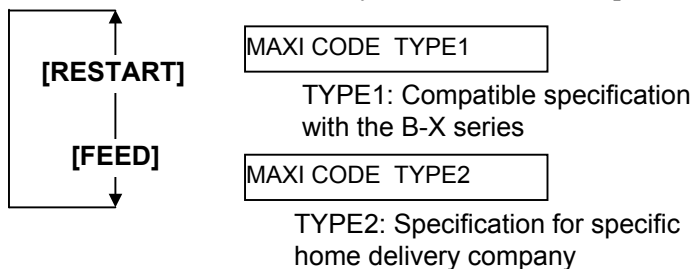 [RESTART]
MAXI CODE TYPE1
TYPE1: Compatible specification
with the B-X series
[FEED]
MAXI CODE TYPE2
TYPE2: Specification for specific
home delivery company